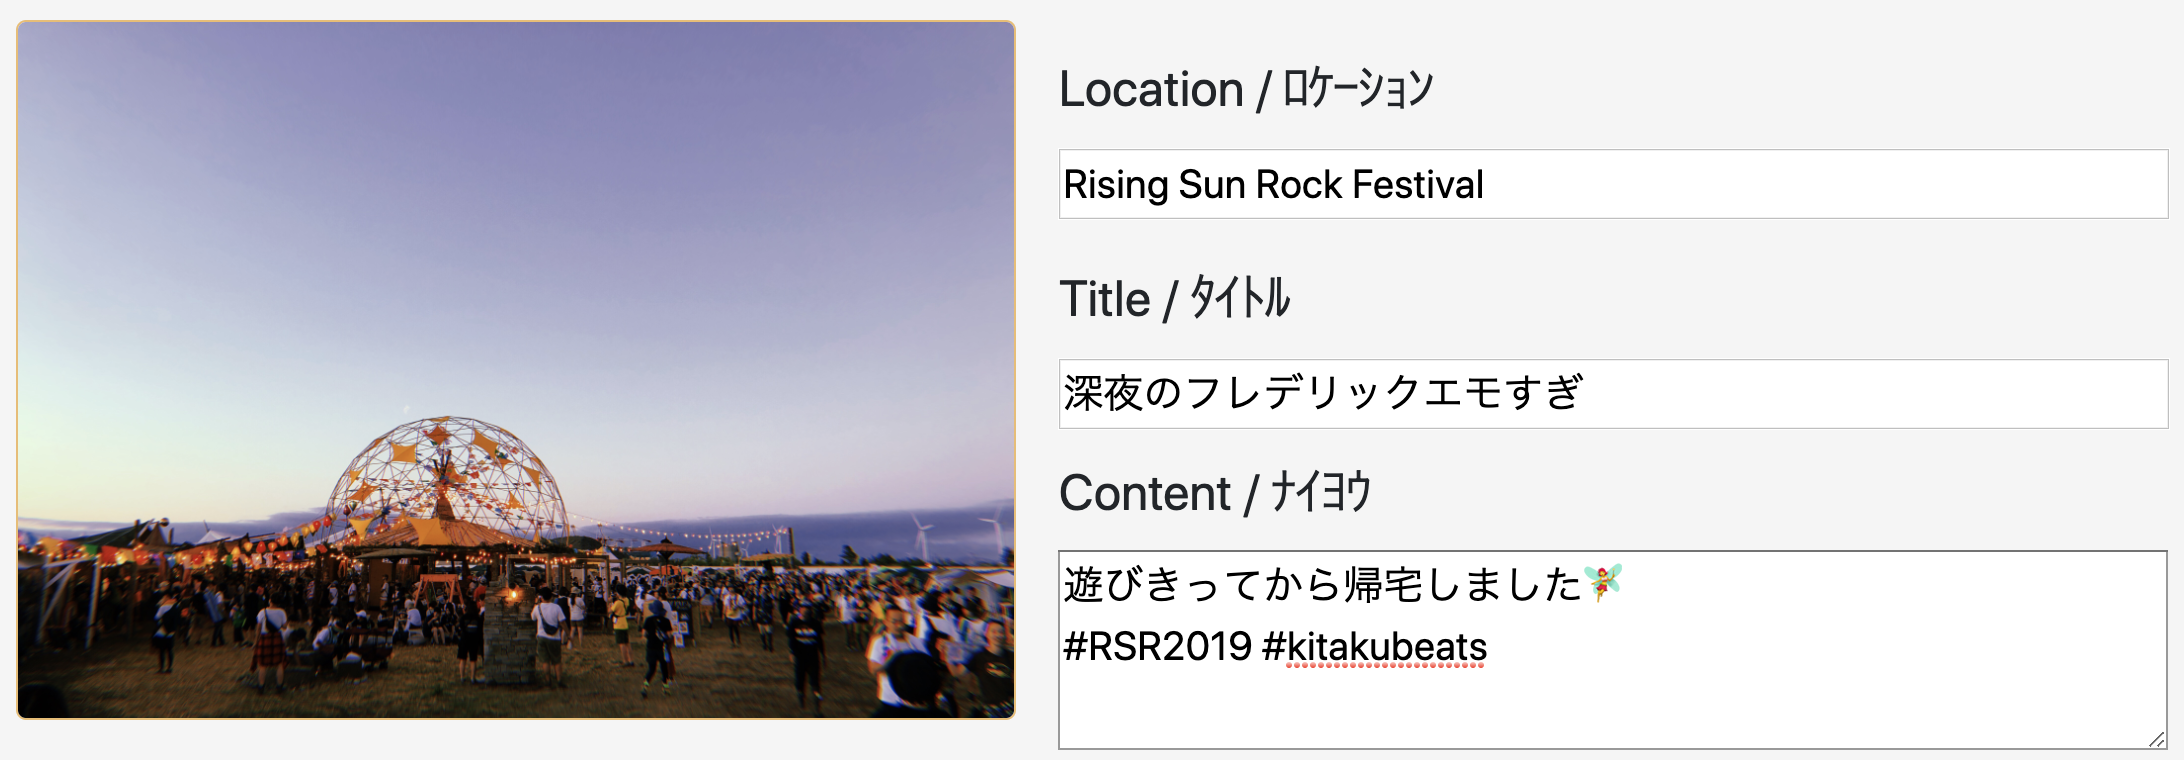 Location / ﾛｹｰｼｮﾝ
Rising Sun Rock Festival
Title / ﾀｲﾄﾙ
深夜のフレデリックエモすぎ
Content / ﾅｲﾖｳ
遊びきってから帰宅しました🧚
#RSR2019 #kitakubeats